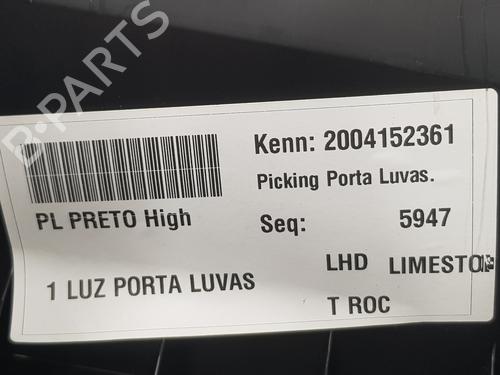 Kenn: 2004152361
Picking Porta Luvas.
PL PRETO High
Seq: 5947
LHD
1 LUZ PORTA LUVAS
T ROC
B-PARTS